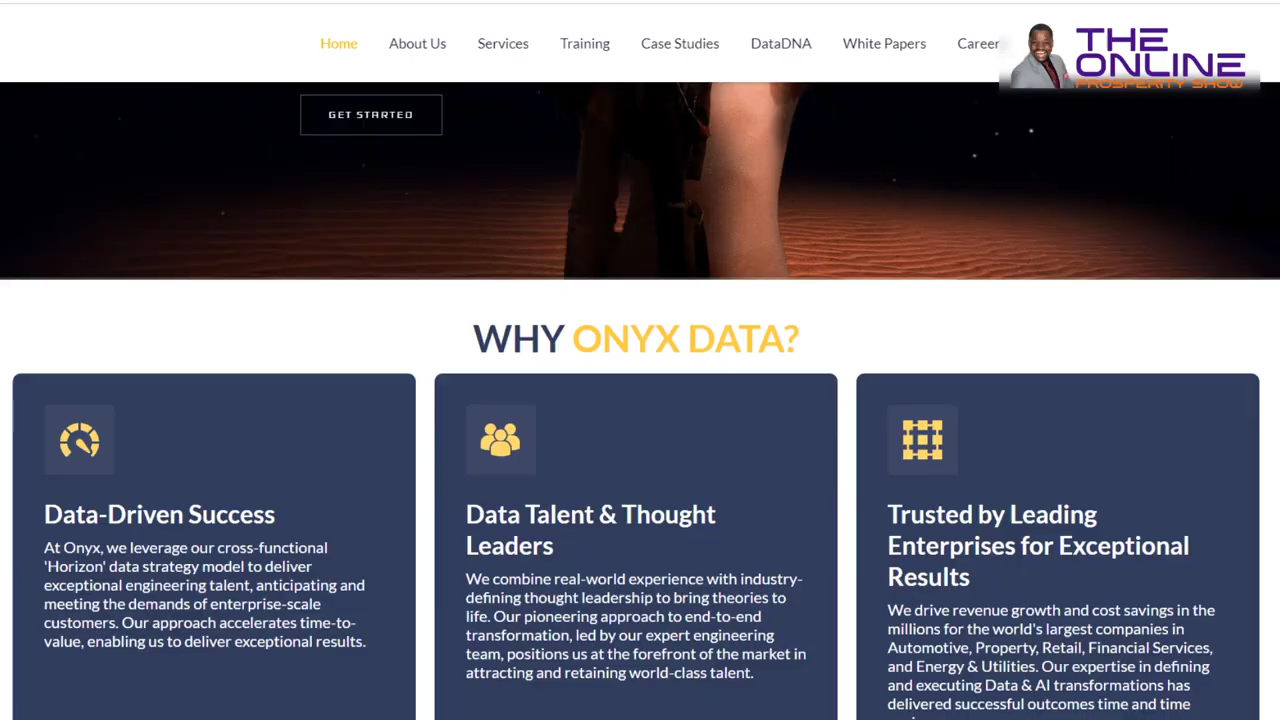 Home About Us Services Training Case Studies DataDNA White Papers Career
THE
ONLINE
PROSPERITY SHOW
GET STARTED
WHY ONYX DATA?
Data-Driven Success
At Onyx, we leverage our cross-functional
'Horizon' data strategy model to deliver
exceptional engineering talent, anticipating and
meeting the demands of enterprise-scale
customers. Our approach accelerates time-to-
value, enabling us to deliver exceptional results.
Data Talent & Thought
Leaders
We combine real-world experience with industry-
defining thought leadership to bring theories to
life. Our pioneering approach to end-to-end
transformation, led by our expert engineering
team, positions us at the forefront of the market in
attracting and retaining world-class talent.
Trusted by Leading
Enterprises for Exceptional
Results
We drive revenue growth and cost savings in the
millions for the world's largest companies in
Automotive, Property, Retail, Financial Services,
and Energy & Utilities. Our expertise in defining
and executing Data & AI transformations has
delivered successful outcomes time and time